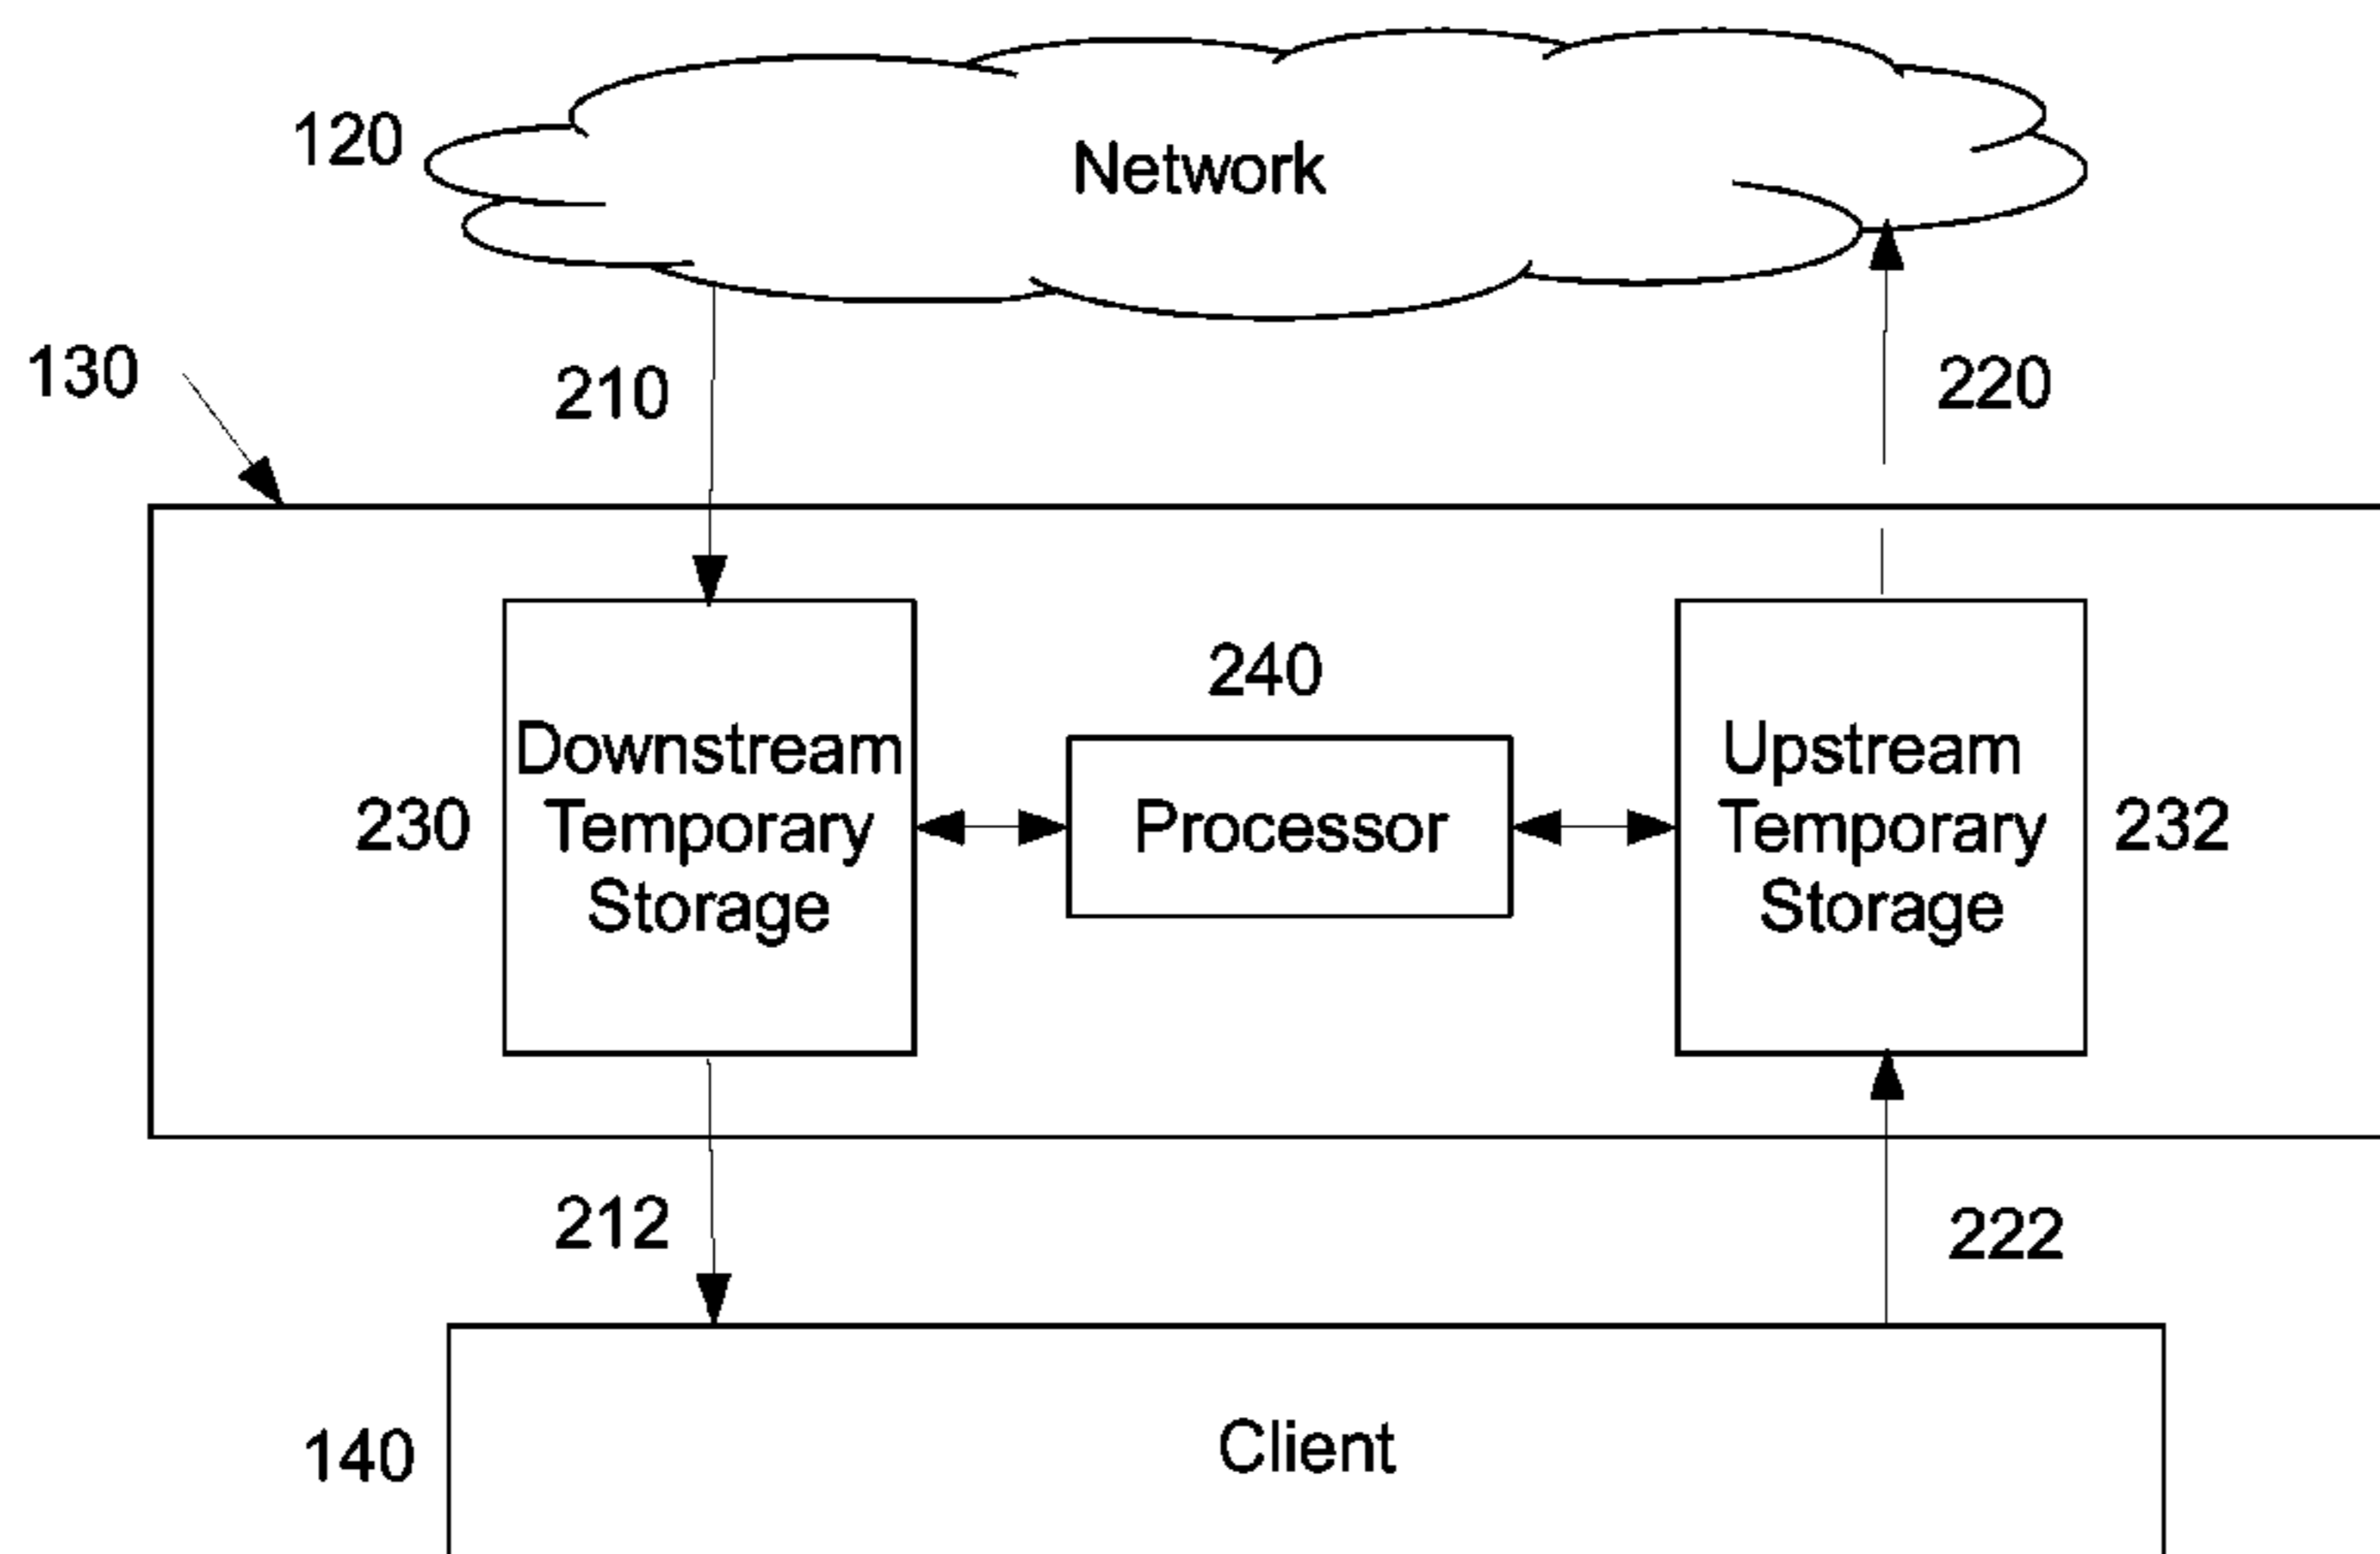 120
Network
130
210
220
240
Downstream
Temporary
Storage
230
Processor
Upstream
Temporary
Storage
232
212
222
140
Client